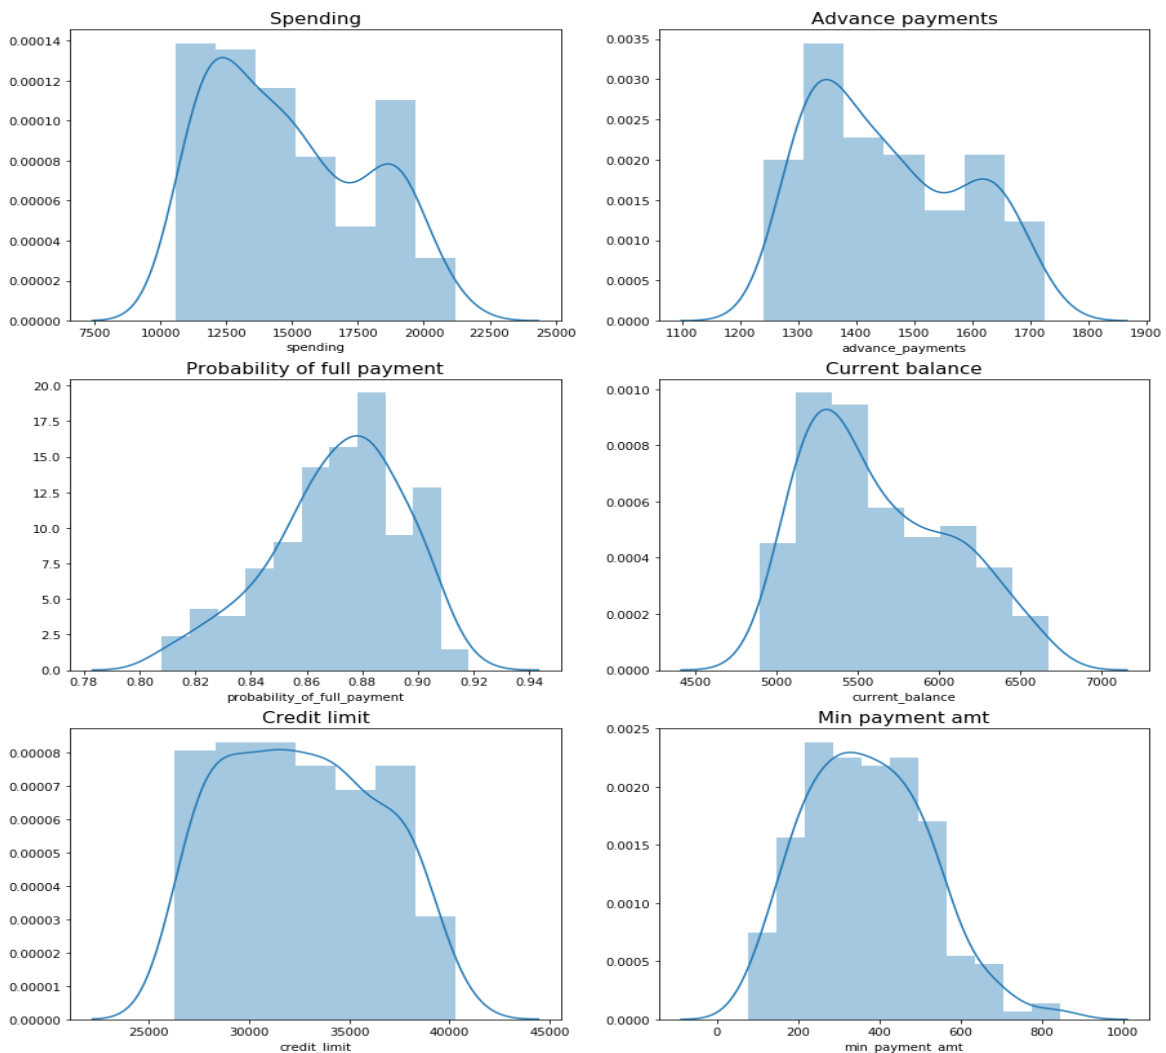 Spending
0.00014
0.00012
0.00010
0.00008
0.00006
0.00004
0.00002
0.00000
7500 10000 12500 15000 17500 20000 22500 25000
spending
Advance payments
0.0035
0.0030
0.0025
0.0020
0.0015
0.0010
0.0005
0.0000
1100 1200 1300 1400 1500 1600 1700 1800 1900
advance_payments
Probability of full payment
20.0
17.5
15.0
12.5
10.0
7.5
5.0
2.5
0.0
0.78 0.80 0.82 0.84 0.86 0.88 0.90 0.92 0.94
probability_of_full_payment
Current balance
0.0010
0.0008
0.0006
0.0004
0.0002
0.0000
4500 5000 5500 6000 6500 7000
current_balance
Credit limit
0.00008
0.00007
0.00006
0.00005
0.00004
0.00003
0.00002
0.00001
0.00000
25000 30000 35000 40000 45000
credit_limit
Min payment amt
0.0025
0.0020
0.0015
0.0010
0.0005
0.0000
0 200 400 600 800 1000
min_payment_amt